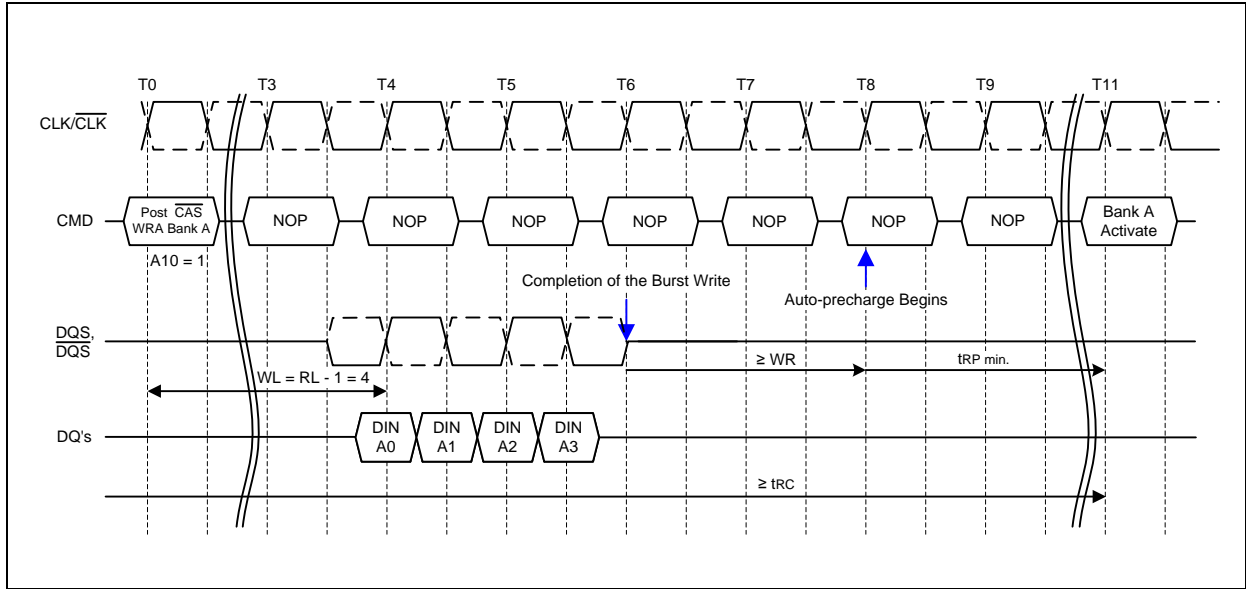 T0 T3 T4 T5 T6 T7 T8 T9 T11
CLK/CLK
CMD
Post CAS
WRA Bank A
NOP NOP NOP NOP NOP NOP NOP
Bank A
Activate
A10 = 1
Completion of the Burst Write
Auto-precharge Begins
DQS,
DQS
≥ WR
tRP min.
WL = RL - 1 = 4
DQ's
DIN
A0
DIN
A1
DIN
A2
DIN
A3
≥ tRC